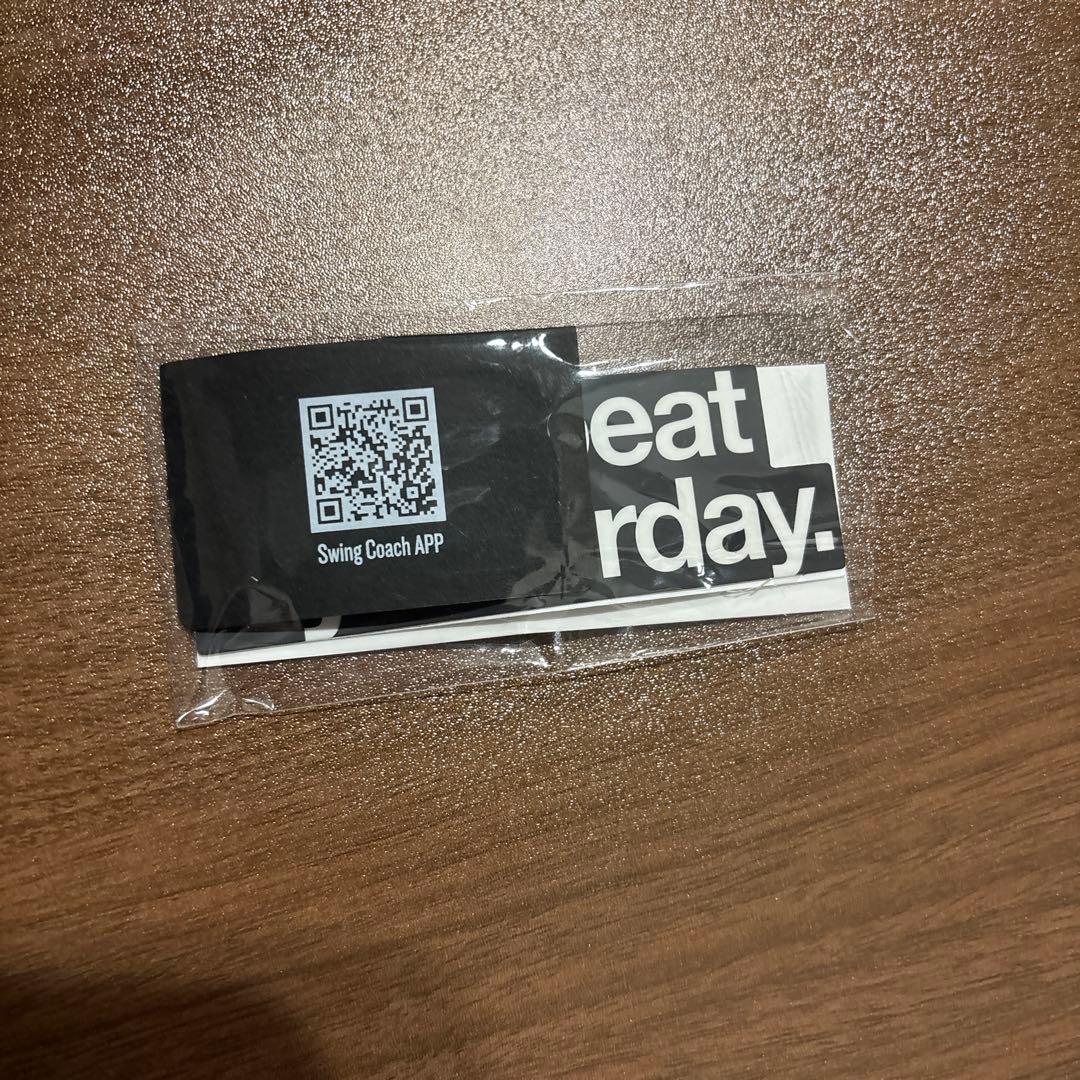 Swing Coach APP
eat
rday.